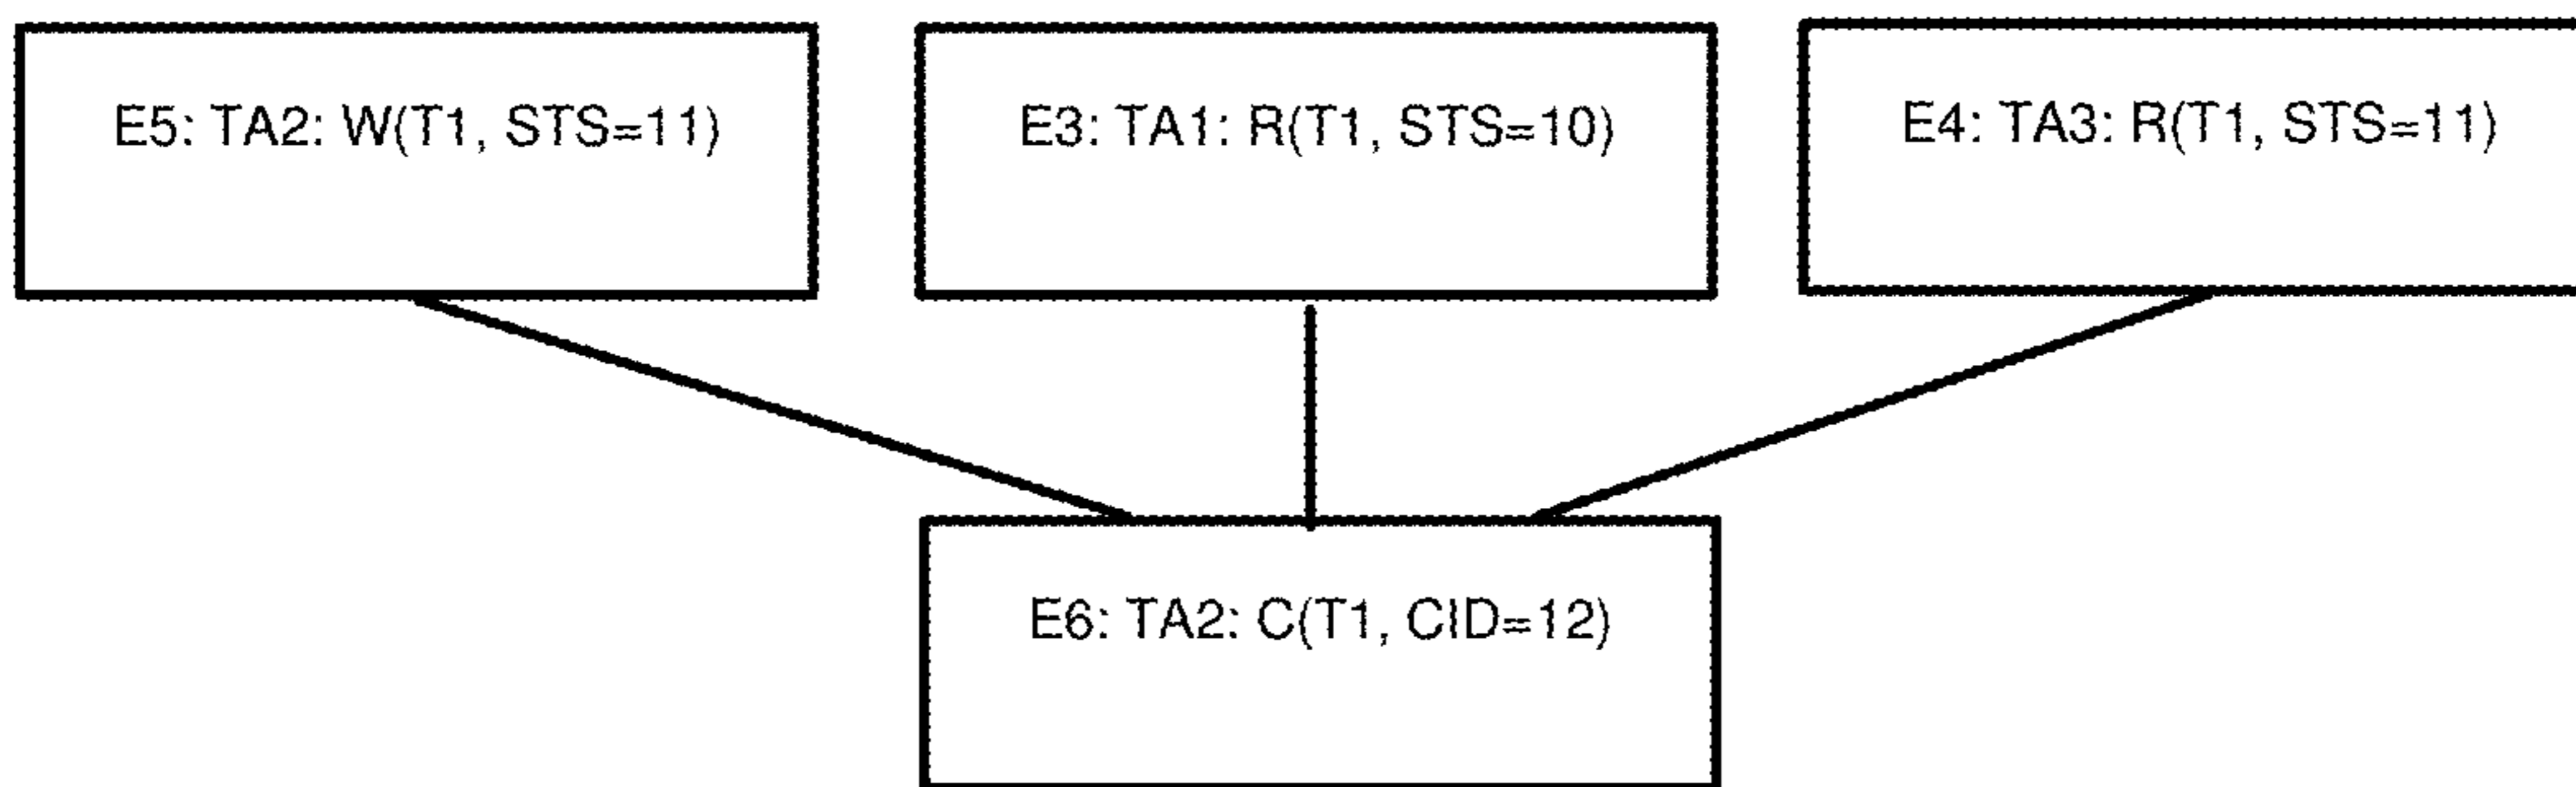 E5: TA2: W(T1, STS=11)
E3: TA1: R(T1, STS=10)
E4: TA3: R(T1, STS=11)
E6: TA2: C(T1, CID=12)